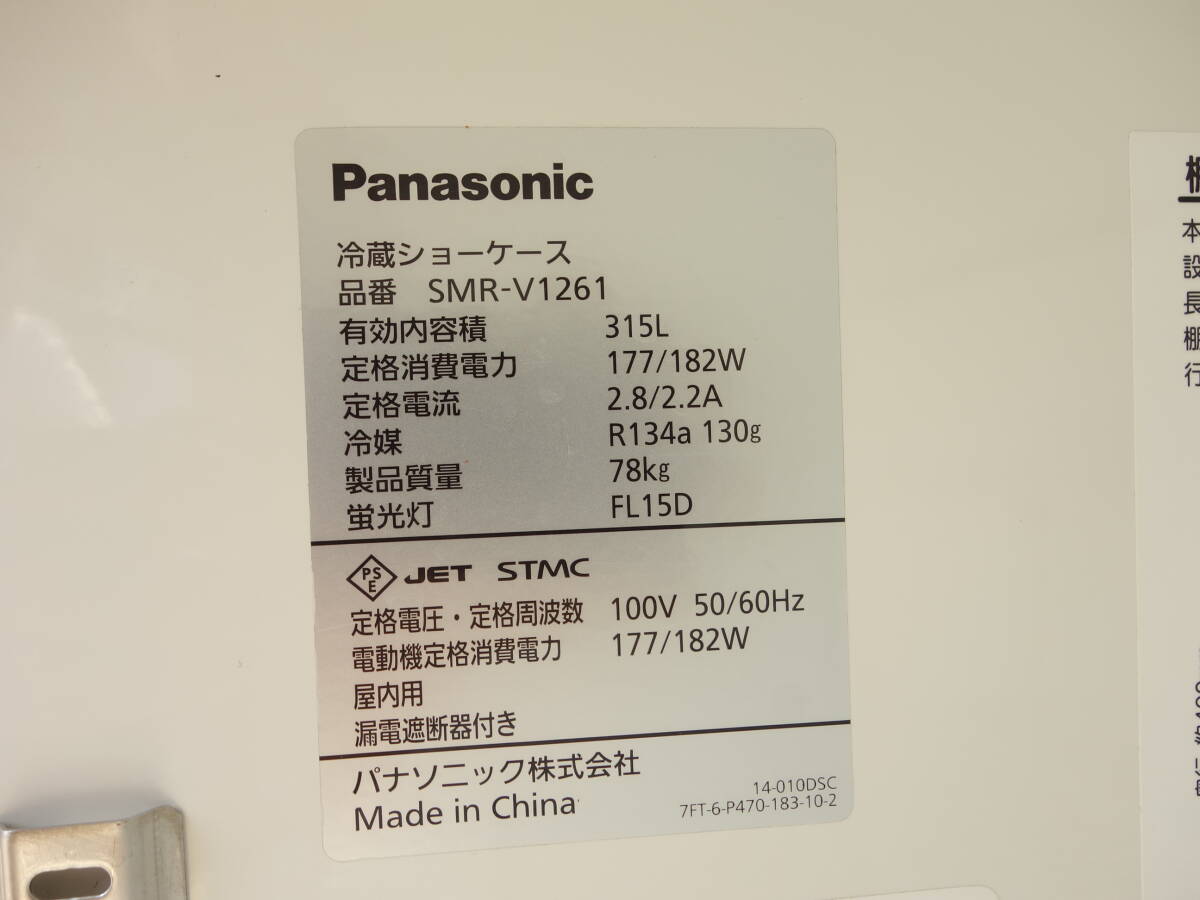 Panasonic
冷蔵ショーケース
品番 SMR-V1261
有効内容積 315L
定格消費電力 177/182W
定格電流 2.8/2.2A
冷媒 R134a 130g
製品質量 78kg
蛍光灯 FL15D
PSE JET STMC
定格電圧・定格周波数 100V 50/60Hz
電動機定格消費電力 177/182W
屋内用
漏電遮断器付き
パナソニック株式会社
Made in China
14-010DSC
7FT-6-P470-183-10-2
本
設
長
棚
行